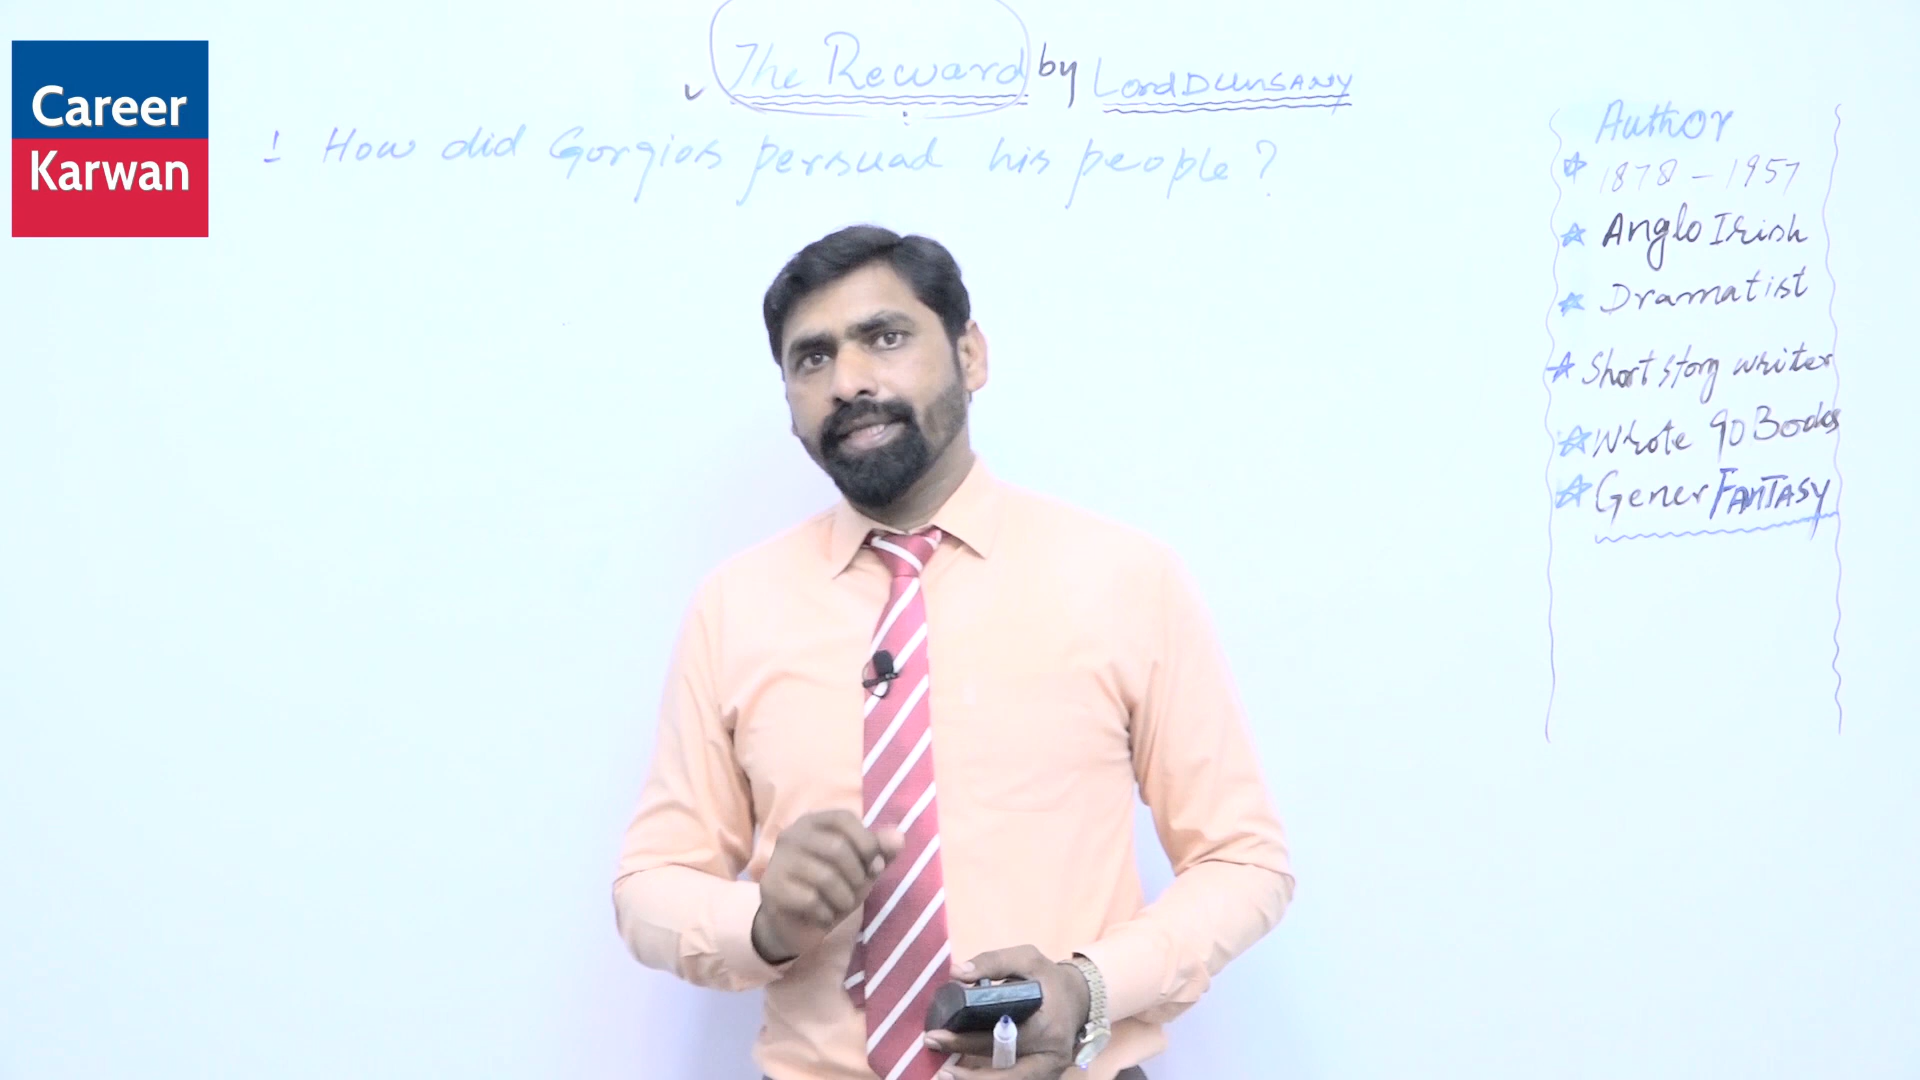 Career
Karwan
The Reward by Lord DUNSANY
1 How did Gorgios persuad his people?
Author
1878 – 1957
Anglo Irish
Dramatist
Short story writer
Wrote 90 Books
Gener FANTASY